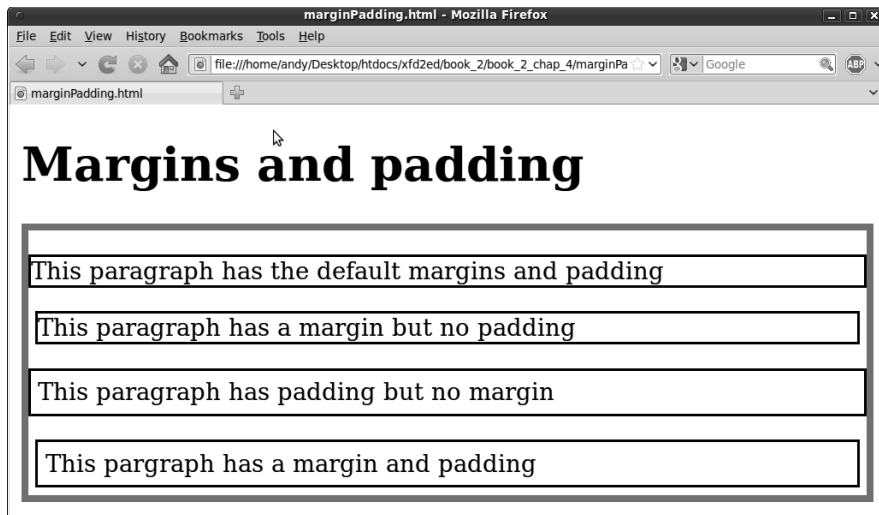 marginPadding.html - Mozilla Firefox
File Edit View History Bookmarks Tools Help
file:///home/andy/Desktop/htdocs/xfd2ed/book_2/book_2_chap_4/marginPa Google ABP
marginPadding.html
Margins and padding
This paragraph has the default margins and padding
This paragraph has a margin but no padding
This paragraph has padding but no margin
This pargraph has a margin and padding